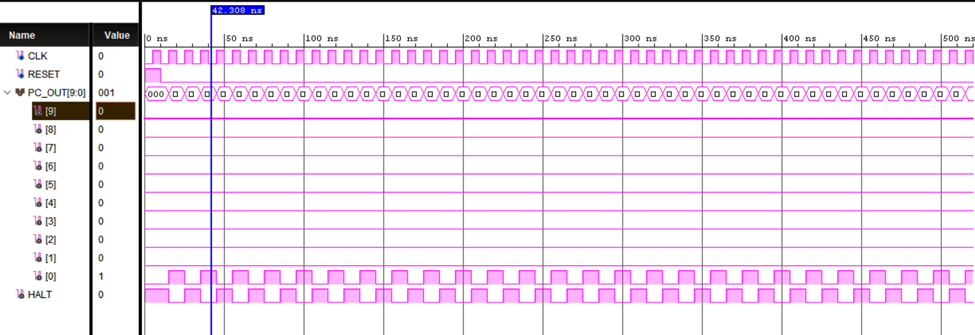 42.308 ns
Name Value 0 ns 50 ns 100 ns 150 ns 200 ns 250 ns 300 ns 350 ns 400 ns 450 ns 500 ns
CLK 0
RESET 0
PC_OUT[9:0] 001 000
[9] 0
[8] 0
[7] 0
[6] 0
[5] 0
[4] 0
[3] 0
[2] 0
[1] 0
[0] 1
HALT 0